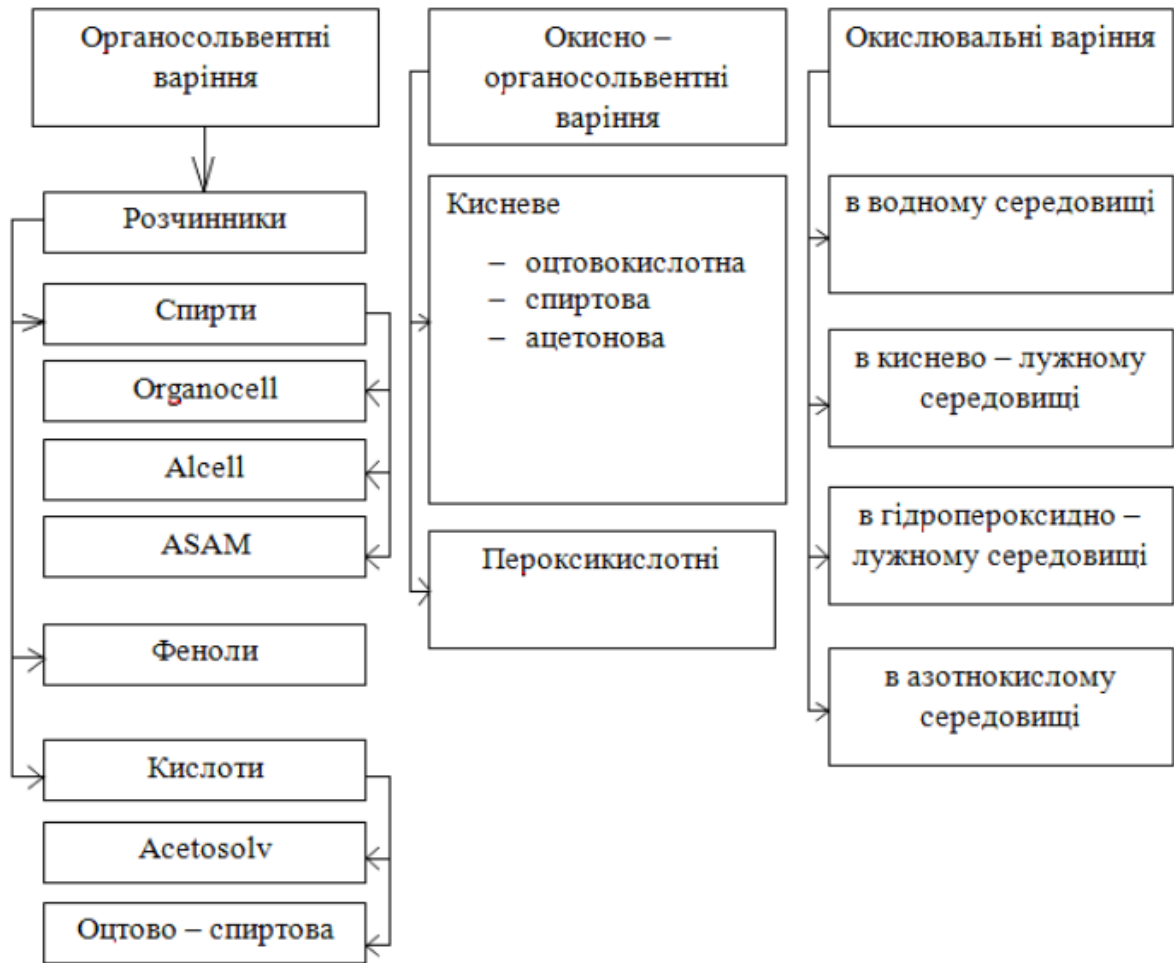 Органосольвентні
варіння
Розчинники
Спирти
Organocell
Alcell
ASAM
Феноли
Кислоти
Acetosolv
Оцтово – спиртова
Окисно –
органосольвентні
варіння
Кисневе
– оцтовокислотна
– спиртова
– ацетонова
Пероксикислотні
Окислювальні варіння
в водному середовищі
в киснево – лужному
середовищі
в гідропероксидно –
лужному середовищі
в азотнокислому
середовищі